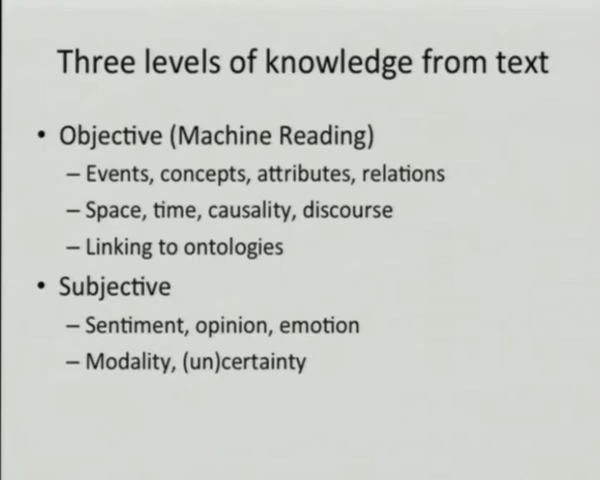 Three levels of knowledge from text
• Objective (Machine Reading)
– Events, concepts, attributes, relations
– Space, time, causality, discourse
– Linking to ontologies
• Subjective
– Sentiment, opinion, emotion
– Modality, (un)certainty